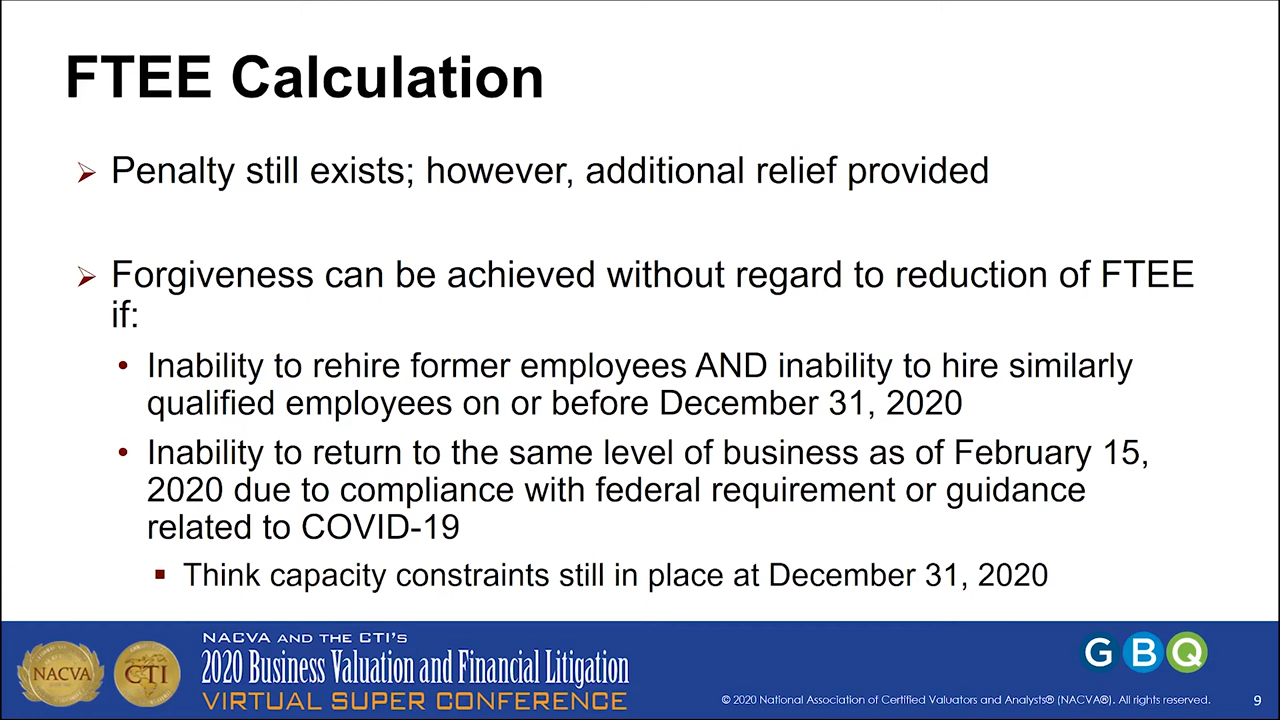 FTEE Calculation
Penalty still exists; however, additional relief provided
Forgiveness can be achieved without regard to reduction of FTEE
if:
Inability to rehire former employees AND inability to hire similarly
qualified employees on or before December 31, 2020
Inability to return to the same level of business as of February 15,
2020 due to compliance with federal requirement or guidance
related to COVID-19
Think capacity constraints still in place at December 31, 2020
NACVA
CTI
NACVA AND THE CTI'S
2020 Business Valuation and Financial Litigation
VIRTUAL SUPER CONFERENCE
GBQ
© 2020 National Association of Certified Valuators and Analysts® (NACVA®). All rights reserved.
9